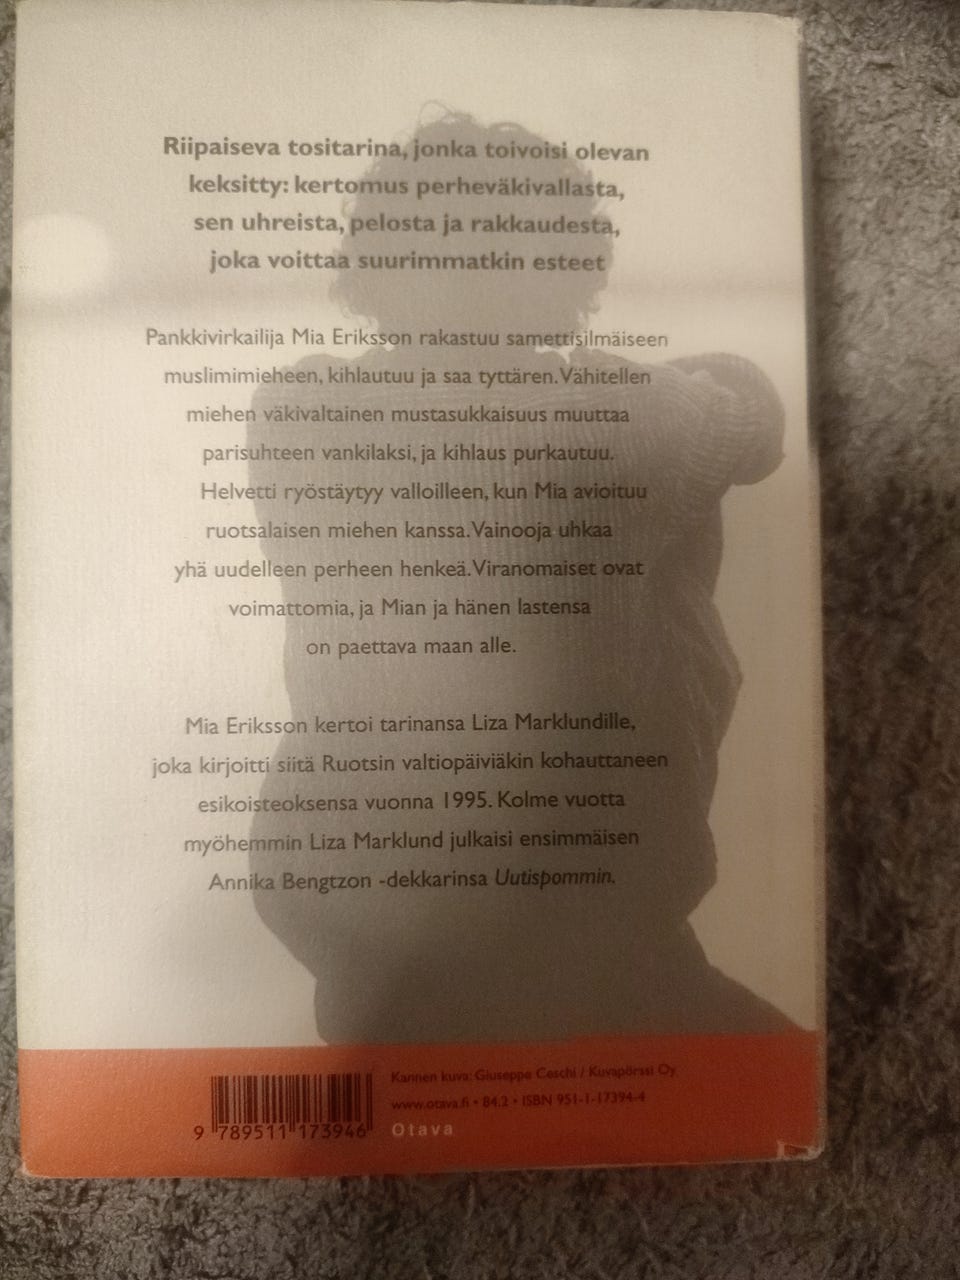 Riipaiseva tositarina, jonka toivoisi olevan
keksitty: kertomus perheväkivallasta,
sen uhreista, pelosta ja rakkaudesta,
joka voittaa suurimmatkin esteet
Pankkivirkailija Mia Eriksson rakastuu samettisilmäiseen
muslimimieheen, kihlautuu ja saa tyttären. Vähitellen
miehen väkivaltainen mustasukkaisuus muuttaa
parisuhteen vankilaksi, ja kihlaus purkautuu.
Helvetti ryöstäytyy valloilleen, kun Mia avioituu
ruotsalaisen miehen kanssa. Vainooja uhkaa
yhä uudelleen perheen henkeä. Viranomaiset ovat
voimattomia, ja Mian ja hänen lastensa
on paettava maan alle.
Mia Eriksson kertoi tarinansa Liza Marklundille,
joka kirjoitti siitä Ruotsin valtiopäiviäkin kohauttaneen
esikoisteoksensa vuonna 1995. Kolme vuotta
myöhemmin Liza Marklund julkaisi ensimmäisen
Annika Bengtzon -dekkarinsa Uutispommin.
Kannen kuva: Giuseppe Ceschi / Kuvapörssi Oy
www.otava.fi • 84.2 • ISBN 951-1-17394-4
9 789511 173946
Otava